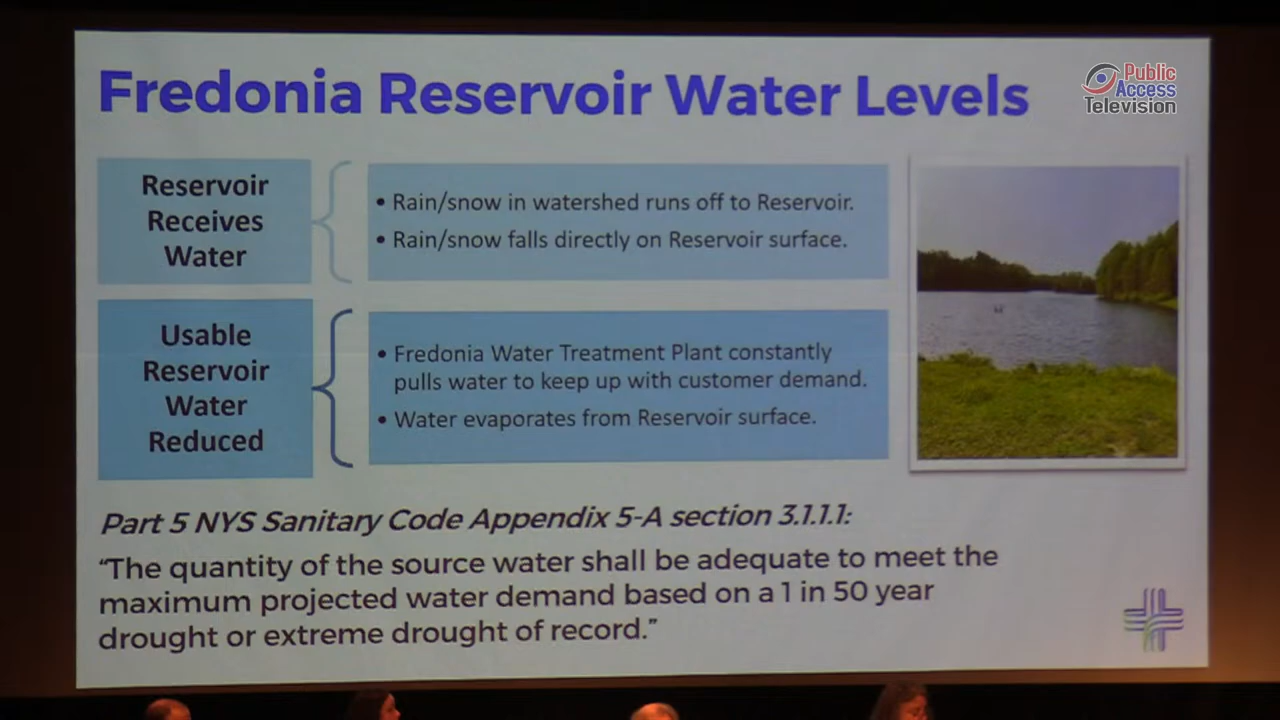 Fredonia Reservoir Water Levels
Public
Access
Television
Reservoir
Receives
Water
• Rain/snow in watershed runs off to Reservoir.
• Rain/snow falls directly on Reservoir surface.
Usable
Reservoir
Water
Reduced
• Fredonia Water Treatment Plant constantly
pulls water to keep up with customer demand.
• Water evaporates from Reservoir surface.
Part 5 NYS Sanitary Code Appendix 5-A section 3.1.1.1:
“The quantity of the source water shall be adequate to meet the
maximum projected water demand based on a 1 in 50 year
drought or extreme drought of record.”